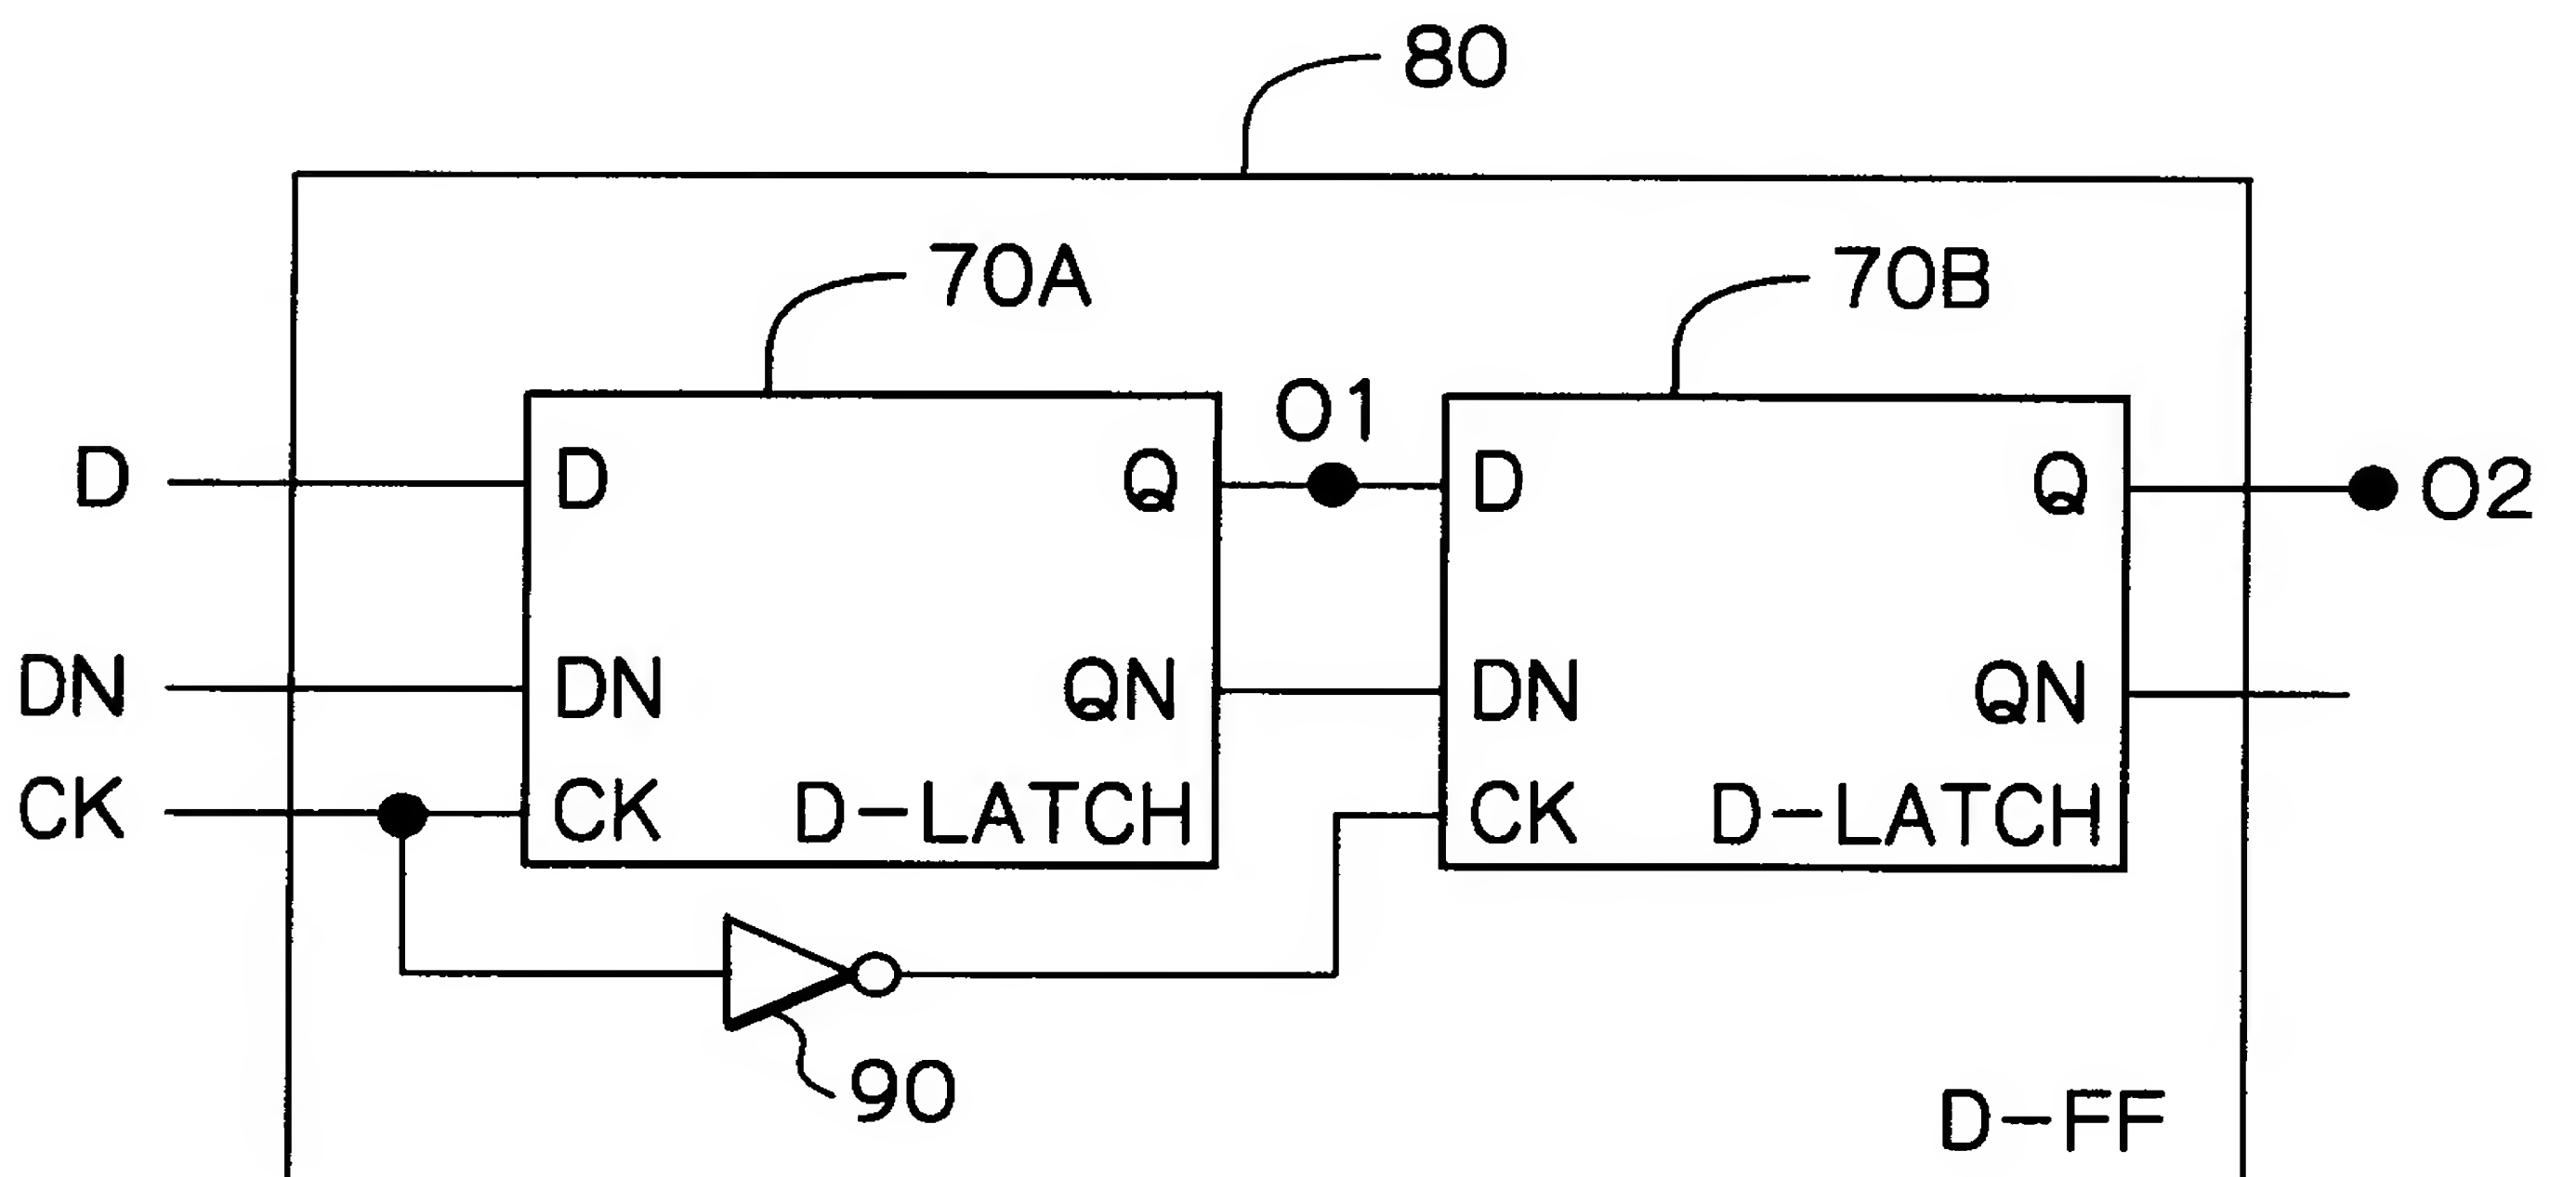 80
70A
70B
O1
D
D
Q
D
Q
O2
DN
DN
QN
DN
QN
CK
CK
D-LATCH
CK
D-LATCH
90
D-FF